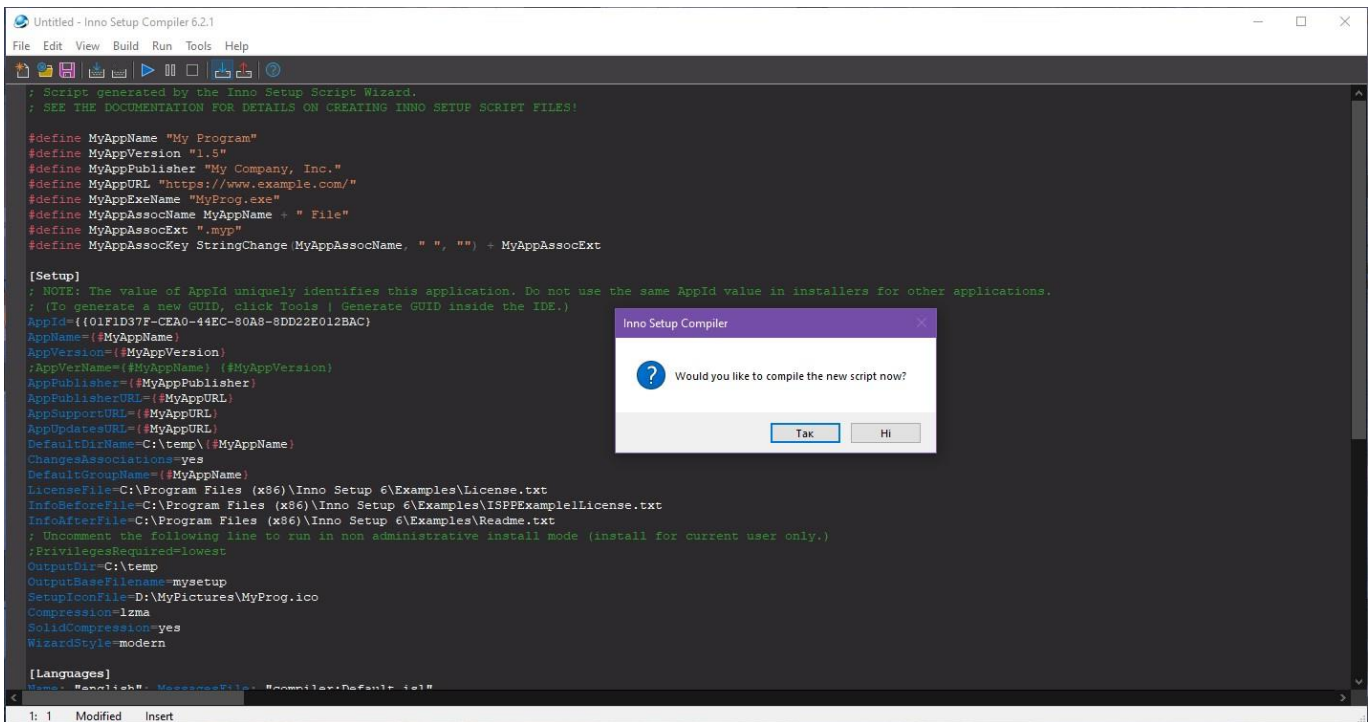 Untitled - Inno Setup Compiler 6.2.1
File Edit View Build Run Tools Help
; Script generated by the Inno Setup Script Wizard.
; SEE THE DOCUMENTATION FOR DETAILS ON CREATING INNO SETUP SCRIPT FILES!
#define MyAppName "My Program"
#define MyAppVersion "1.5"
#define MyAppPublisher "My Company, Inc."
#define MyAppURL "https://www.example.com/"
#define MyAppExeName "MyProg.exe"
#define MyAppAssocName MyAppName + " File"
#define MyAppAssocExt ".myp"
#define MyAppAssocKey StringChange(MyAppAssocName, " ", "") + MyAppAssocExt
[Setup]
; NOTE: The value of AppId uniquely identifies this application. Do not use the same AppId value in installers for other applications.
; (To generate a new GUID, click Tools | Generate GUID inside the IDE.)
AppId={{01F1D37F-CEA0-44EC-80A8-8DD22E012BAC}
AppName={#MyAppName}
AppVersion={#MyAppVersion}
;AppVerName={#MyAppName} {#MyAppVersion}
AppPublisher={#MyAppPublisher}
AppPublisherURL={#MyAppURL}
AppSupportURL={#MyAppURL}
AppUpdatesURL={#MyAppURL}
DefaultDirName=C:\temp\{#MyAppName}
ChangesAssociations=yes
DefaultGroupName={#MyAppName}
LicenseFile=C:\Program Files (x86)\Inno Setup 6\Examples\License.txt
InfoBeforeFile=C:\Program Files (x86)\Inno Setup 6\Examples\ISPPExample1License.txt
InfoAfterFile=C:\Program Files (x86)\Inno Setup 6\Examples\Readme.txt
; Uncomment the following line to run in non administrative install mode (install for current user only.)
;PrivilegesRequired=lowest
OutputDir=C:\temp
OutputBaseFilename=mysetup
SetupIconFile=D:\MyPictures\MyProg.ico
Compression=lzma
SolidCompression=yes
WizardStyle=modern
[Languages]
Name: "english"; MessagesFile: "compiler:Default.isl"
Inno Setup Compiler
Would you like to compile the new script now?
Так Ні
1: 1 Modified Insert